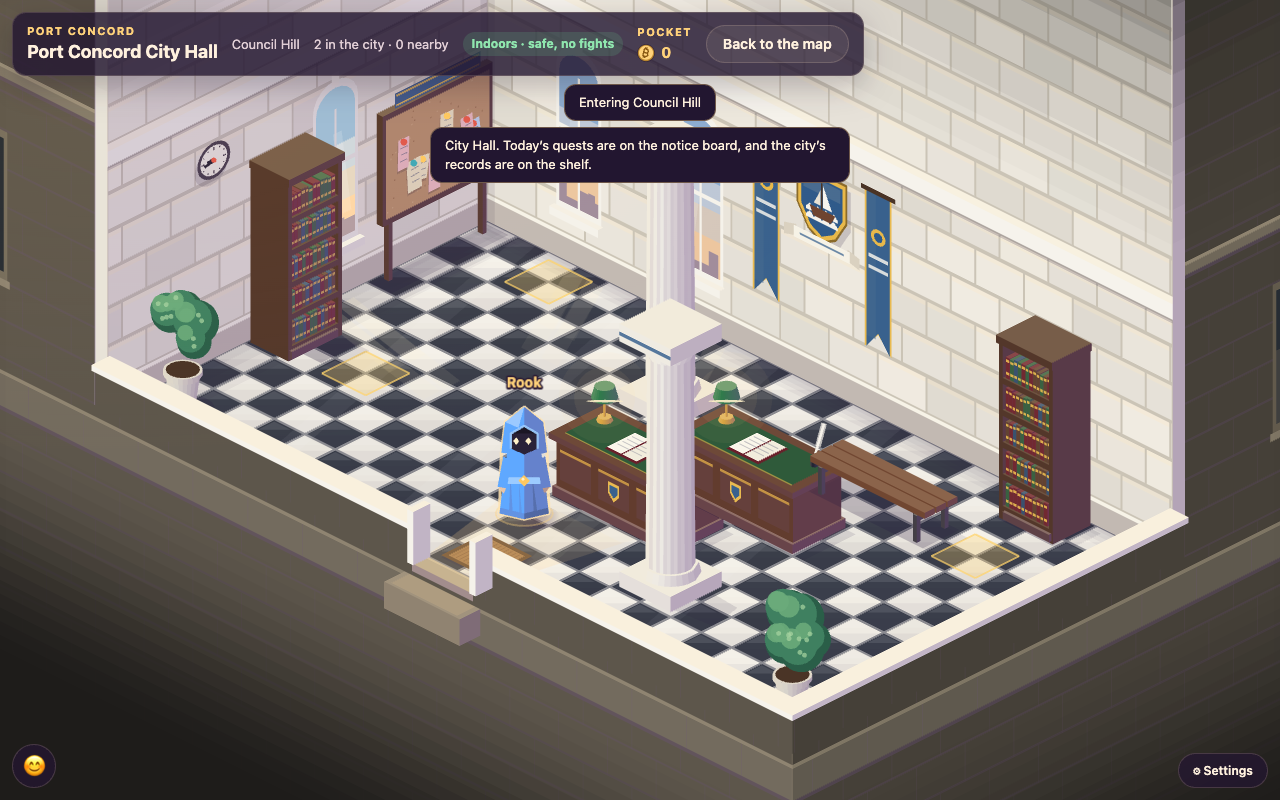 PORT CONCORD
Port Concord City Hall
Council Hill
2 in the city · 0 nearby
Indoors · safe, no fights
POCKET
0
Back to the map
Entering Council Hill
City Hall. Today's quests are on the notice board, and the city's
records are on the shelf.
Rook
Settings